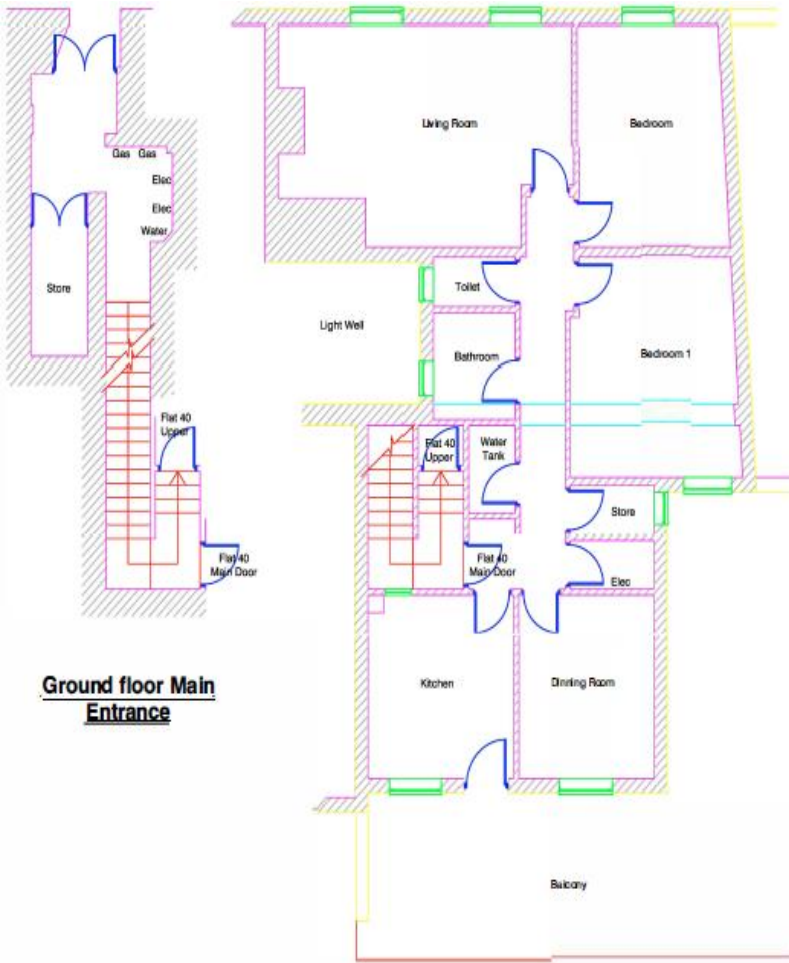 Gas Gas
Elec
Elec
Water
Store
Flat 40
Upper
Flat 40
Main Door
Ground floor Main
Entrance
Living Room
Bedroom
Toilet
Light Well
Bathroom
Bedroom 1
Flat 40
Upper
Water
Tank
Store
Flat 40
Main Door
Elec
Kitchen
Dinning Room
Balcony